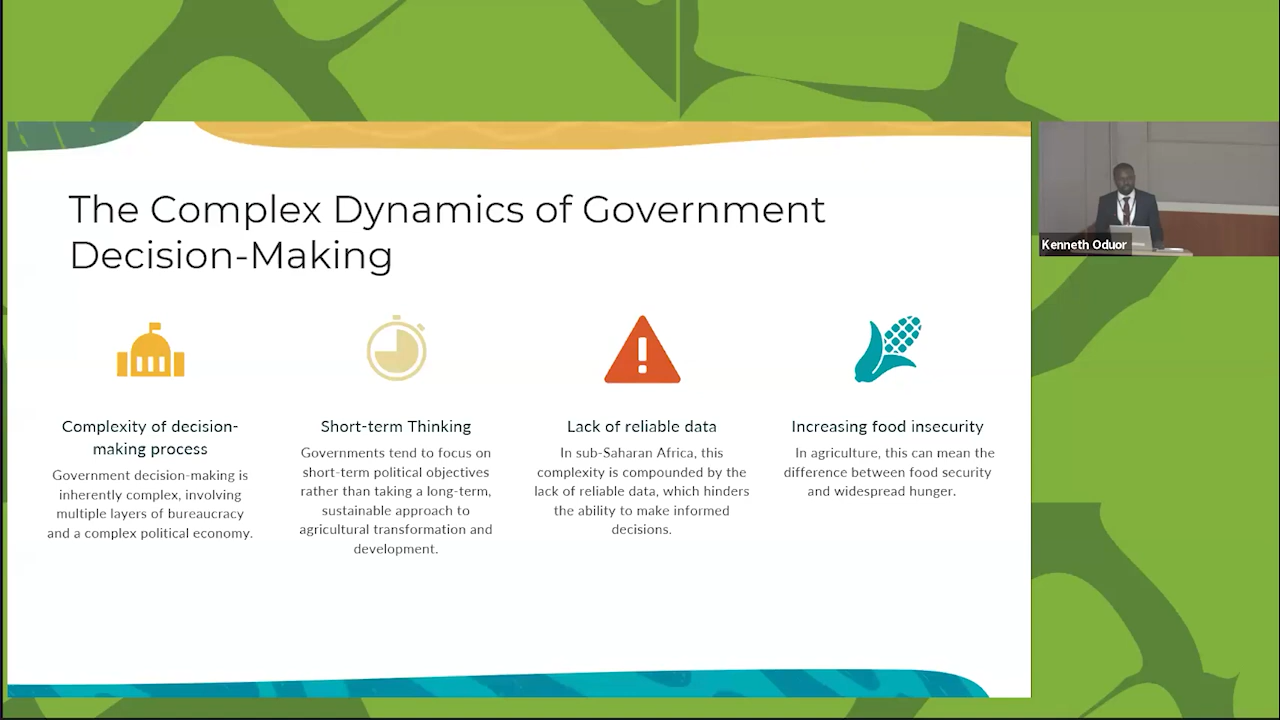 The Complex Dynamics of Government
Decision-Making
Complexity of decision-
making process
Government decision-making is
inherently complex, involving
multiple layers of bureaucracy
and a complex political economy.
Short-term Thinking
Governments tend to focus on
short-term political objectives
rather than taking a long-term,
sustainable approach to
agricultural transformation and
development.
Lack of reliable data
In sub-Saharan Africa, this
complexity is compounded by the
lack of reliable data, which hinders
the ability to make informed
decisions.
Increasing food insecurity
In agriculture, this can mean the
difference between food security
and widespread hunger.
Kenneth Oduor